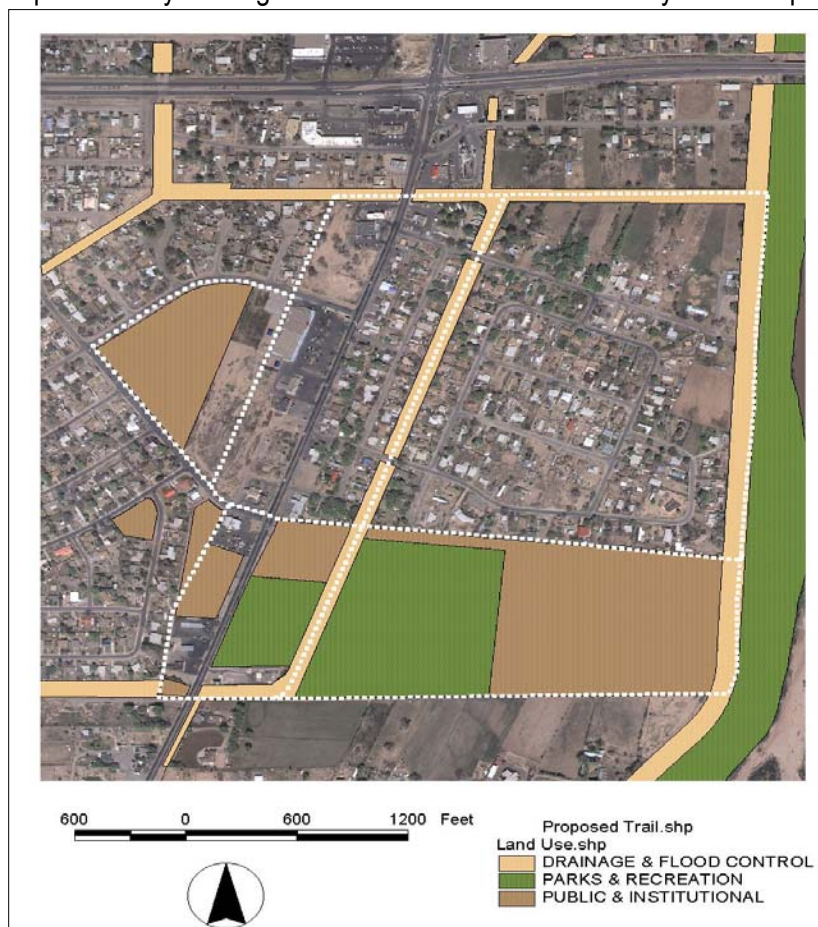 600 0 600 1200 Feet
Proposed Trail.shp
Land Use.shp
DRAINAGE & FLOOD CONTROL
PARKS & RECREATION
PUBLIC & INSTITUTIONAL